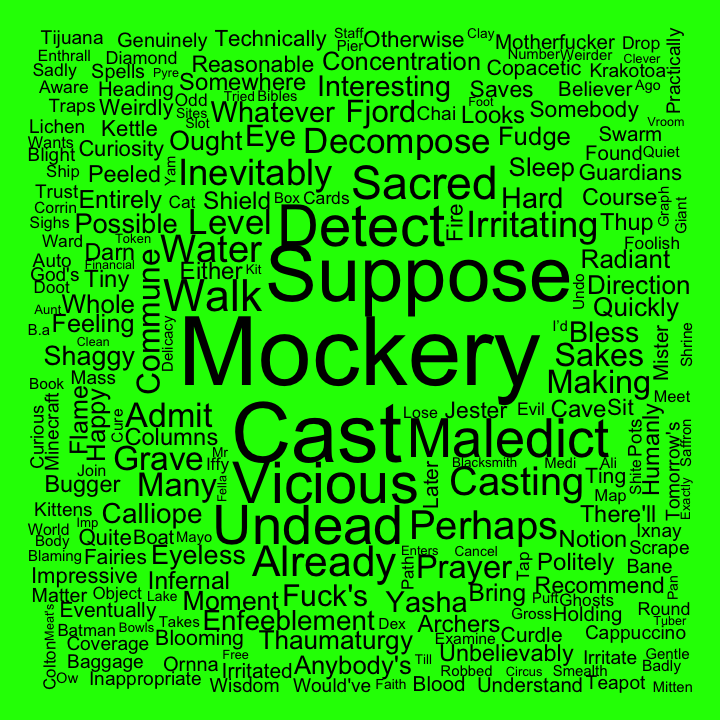 Tijuana Genuinely Technically Staff Otherwise Clay Motherfucker Drop Practically
Enthrall Diamond Pier Number Weirder
Sadly Spells Pyre Reasonable Concentration Copacetic Clever Krakotoa
Aware Heading Somewhere Interesting Saves Believer Ago
Traps Weirdly Odd Tried Bibles Whatever Fjord Chai Foot Looks Somebody
Sites
Lichen Kettle Slot Ought Eye Decompose Fudge Swarm Vroom
Wants
Blight Curiosity Found Quiet
Ship Peeled Yam Inevitably Sacred Sleep Guardians
Trust Entirely Cat Shield Box Cards Hard Course Graph Giant
Corrin
Sighs Possible Level Detect Fire Irritating Thup
Ward Token Foolish
Auto Darn Water Radiant
God's Financial Either Kit Suppose
Doot Tiny Commune Walk Undo Direction
Aunt Whole Quickly
B.a Feeling Mockery I'd Bless Mister Shrine
Clean Delicacy
Shaggy Sakes
Book Mass Making Meet
Curious Minecraft Flame Happy Cure Admit Cast Lose Jester Evil Cave Sit Humanly
Columns Maledict Pots Shite Tomorrow's Saffron
Join Grave Mr Iffy Blacksmith Medi Ali
Bugger Many Fella Vicious Later Casting Ting Map Exactly
Kittens Calliope There'll
World Imp Undead Perhaps Ixnay
Body Quite Boat Mayo Notion
Blaming Fairies Eyeless Already Path Enters Cancel Tap Politely Scrape
Impressive Infernal Prayer Bane
Matter Object Lake Moment Fuck's Yasha Bring Recommend Pan
Puft Ghosts
Meat's Eventually Gross Holding Round
Batman Bowls Takes Enfeeblement Dex Archers Tuber
Coverage Blooming Thaumaturgy Examine Curdle Cappuccino
Colton Baggage Ornna Free Anybody's Till Unbelievably Irritate Gentle
Ow Irritated Robbed Circus Smealth Badly
Inappropriate Wisdom Would've Faith Blood Understand Teapot Mitten